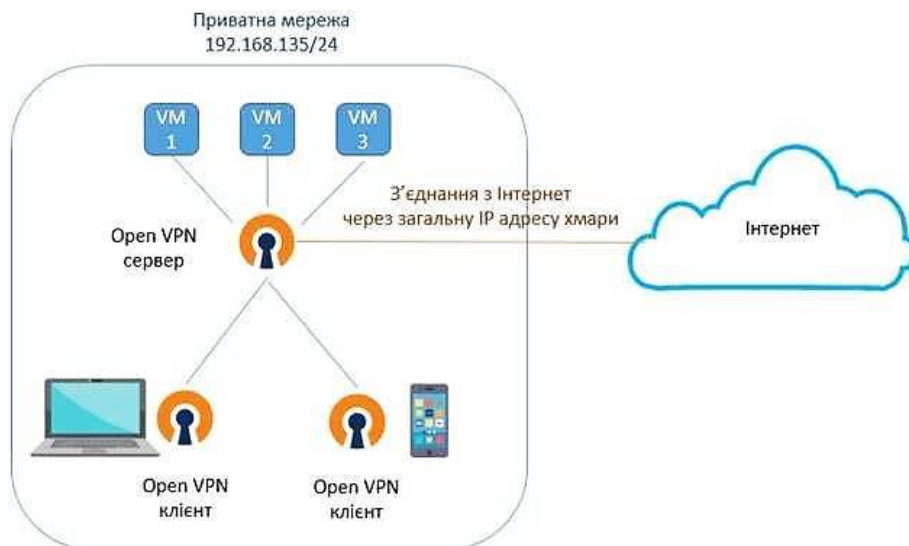 Приватна мережа
192.168.135/24
VM
1
VM
2
VM
3
З’єднання з Інтернет
через загальну IP адресу хмари
Інтернет
Open VPN
сервер
Open VPN
клієнт
Open VPN
клієнт